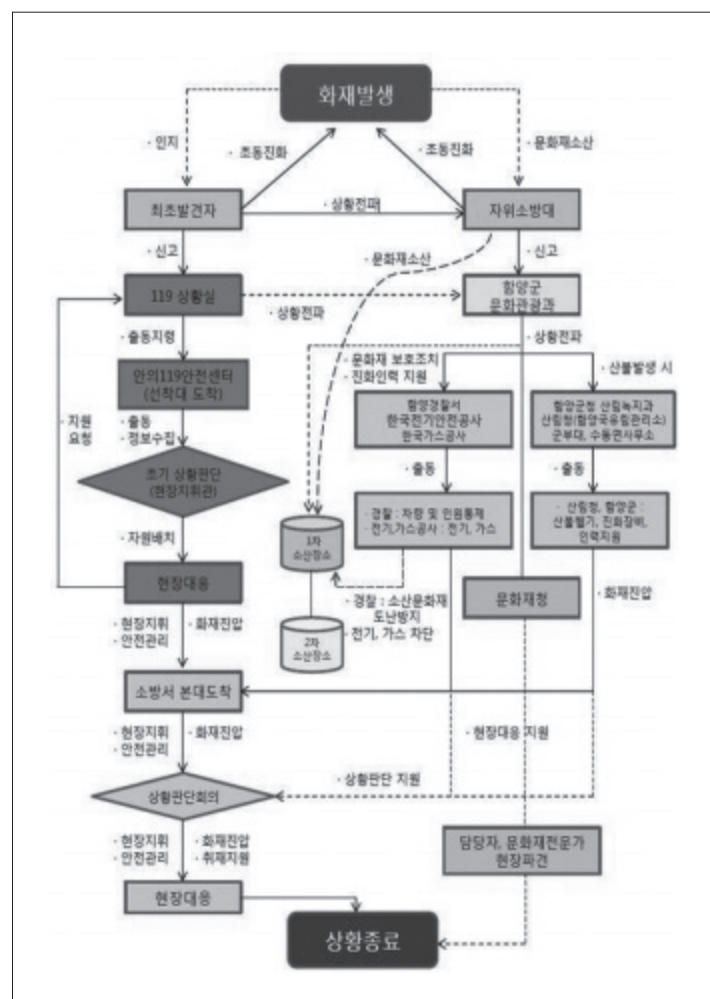 화재발생
· 인지
· 초동진화
· 초동진화
· 문화재소산
최초발견자
· 상황전파
자위소방대
· 신고
· 문화재소산
· 신고
119 상황실
· 상황전파
함양군
문화관광과
· 출동지령
· 상황전파
· 문화재 보호조치
· 진화인력 지원
· 산불발생 시
안의119안전센터
(선착대 도착)
· 지원
요청
· 출동
· 정보수집
함양경찰서
한국전기안전공사
한국가스공사
함양군청 산림녹지과
산림청(함양국유림관리소)
군부대, 수동면사무소
초기 상황판단
(현장지휘관)
· 출동
· 출동
· 자원배치
1차
소산장소
· 경찰 : 차량 및 인원통제
· 전기,가스공사 : 전기, 가스
· 산림청, 함양군 :
산불헬기, 진화장비,
인력지원
현장대응
· 경찰 : 소산문화재
도난방지
· 전기, 가스 차단
문화재청
· 화재진압
· 현장지휘
· 안전관리
· 화재진압
2차
소산장소
소방서 본대도착
· 현장지휘
· 안전관리
· 화재진압
· 현장대응 지원
· 상황판단 지원
상황판단회의
· 현장지휘
· 안전관리
· 화재진압
· 취재지원
담당자, 문화재전문가
현장파견
현장대응
상황종료